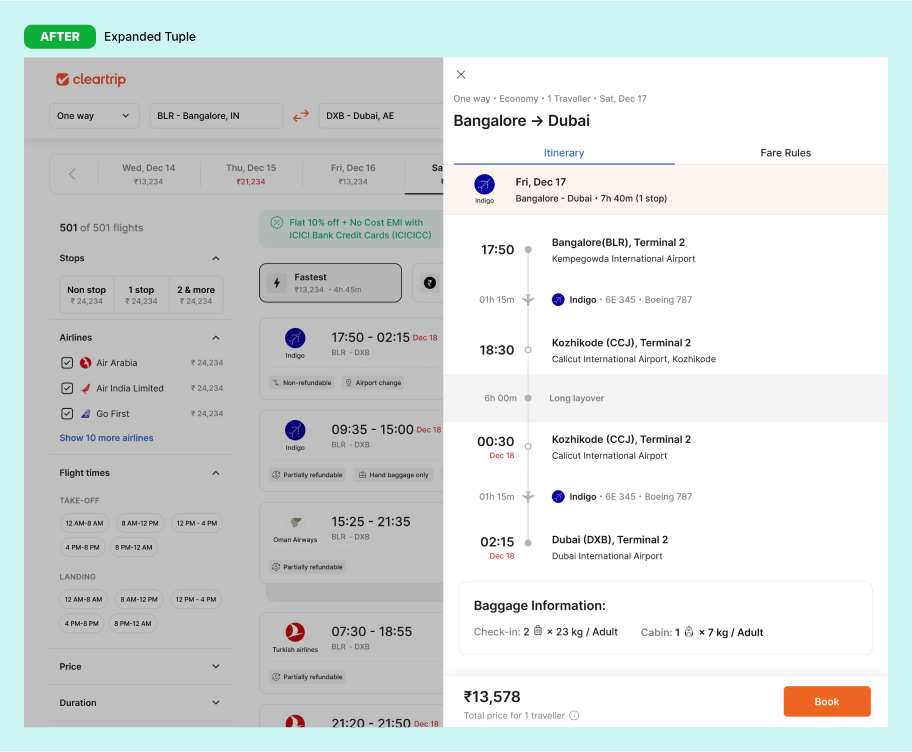 AFTER Expanded Tuple
cleartrip
One way BLR - Bangalore, IN DXB - Dubai, AE
Wed, Dec 14 Thu, Dec 15 Fri, Dec 16 Sa
₹13,234 ₹21,234 ₹13,234
501 of 501 flights
Stops
Non stop 1 stop 2 & more
₹ 24,234 ₹ 24,234 ₹ 24,234
Airlines
Air Arabia ₹ 24,234
Air India Limited ₹ 24,234
Go First ₹ 24,234
Show 10 more airlines
Flight times
TAKE-OFF
12 AM-8 AM 8 AM-12 PM 12 PM - 4 PM
4 PM-8 PM 8 PM-12 AM
LANDING
12 AM-8 AM 8 AM-12 PM 12 PM - 4 PM
4 PM-8 PM 8 PM-12 AM
Price
Duration
Flat 10% off + No Cost EMI with
ICICI Bank Credit Cards (ICICICC)
Fastest
₹13,234 • 4h 45m
Indigo
17:50 - 02:15 Dec 18
BLR - DXB
Non-refundable Airport change
Indigo
09:35 - 15:00 Dec 18
BLR - DXB
Partially refundable Hand baggage only
Oman Airways
15:25 - 21:35
BLR - DXB
Partially refundable
Turkish airlines
07:30 - 18:55
BLR - DXB
Partially refundable
21:20 - 21:50 Dec 18
One way • Economy • 1 Traveller • Sat, Dec 17
Bangalore → Dubai
Itinerary Fare Rules
Indigo
Fri, Dec 17
Bangalore - Dubai • 7h 40m (1 stop)
17:50 Bangalore(BLR), Terminal 2
Kempegowda International Airport
01h 15m Indigo • 6E 345 • Boeing 787
18:30 Kozhikode (CCJ), Terminal 2
Calicut International Airport, Kozhikode
6h 00m Long layover
00:30 Kozhikode (CCJ), Terminal 2
Dec 18 Calicut International Airport
01h 15m Indigo • 6E 345 • Boeing 787
02:15 Dubai (DXB), Terminal 2
Dec 18 Dubai International Airport
Baggage Information:
Check-in: 2 × 23 kg / Adult Cabin: 1 × 7 kg / Adult
₹13,578
Total price for 1 traveller
Book